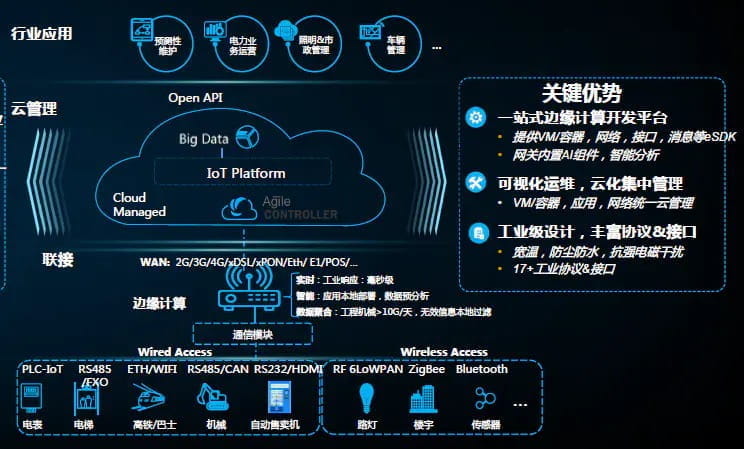 行业应用
预测性
维护
电力业
务运营
照明&市
政管理
车辆
管理
...
云管理
Open API
Big Data
IoT Platform
Cloud
Managed
Agile
CONTROLLER
联接
WAN: 2G/3G/4G/xDSL/xPON/Eth/ E1/POS/...
边缘计算
实时：工业响应：毫秒级
智能：应用本地部署，数据预分析
数据聚合：工程机械>10G/天，无效信息本地过滤
通信模块
Wired Access
Wireless Access
PLC-IoT
RS485
/FXO
ETH/WIFI
RS485/CAN
RS232/HDMI
RF 6LoWPAN
ZigBee
Bluetooth
...
电表
电梯
高铁/巴士
机械
自动售卖机
路灯
楼宇
传感器
关键优势
一站式边缘计算开发平台
• 提供VM/容器，网络，接口，消息等eSDK
• 网关内置AI组件，智能分析
可视化运维，云化集中管理
• VM/容器，应用，网络统一云管理
工业级设计，丰富协议&接口
• 宽温，防尘防水，抗强电磁干扰
• 17+工业协议&接口